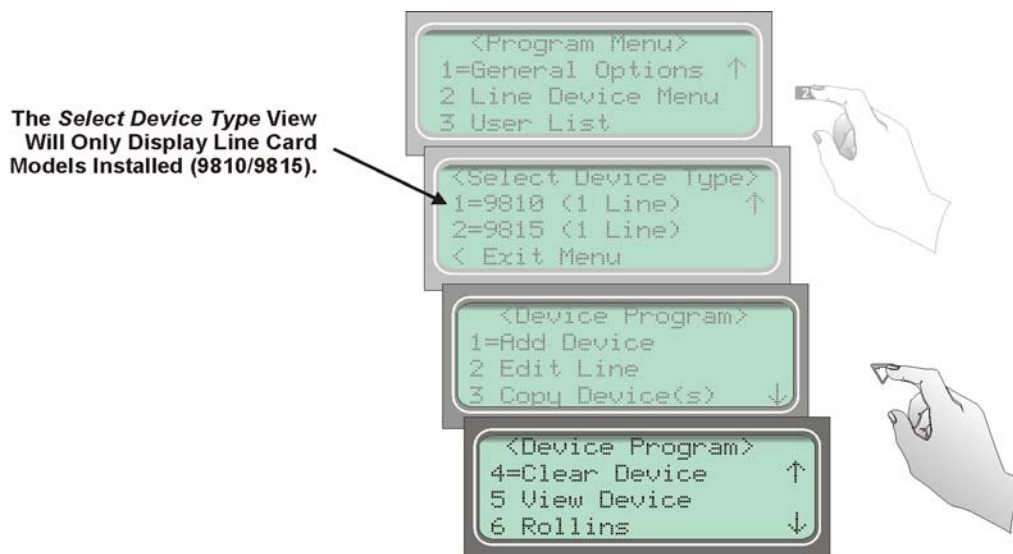 <Program Menu>
1=General Options ↑
2 Line Device Menu
3 User List
2
The Select Device Type View
Will Only Display Line Card
Models Installed (9810/9815).
<Select Device Type>
1=9810 (1 Line) ↑
2=9815 (1 Line)
< Exit Menu
<Device Program>
1=Add Device
2 Edit Line
3 Copy Device(s) ↓
<Device Program>
4=Clear Device ↑
5 View Device
6 Rollins ↓